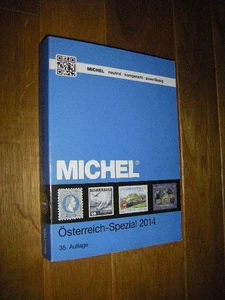 MICHEL neutral · kompetent · zuverlässig
MICHEL®
Österreich-Spezial 2014
35. Auflage